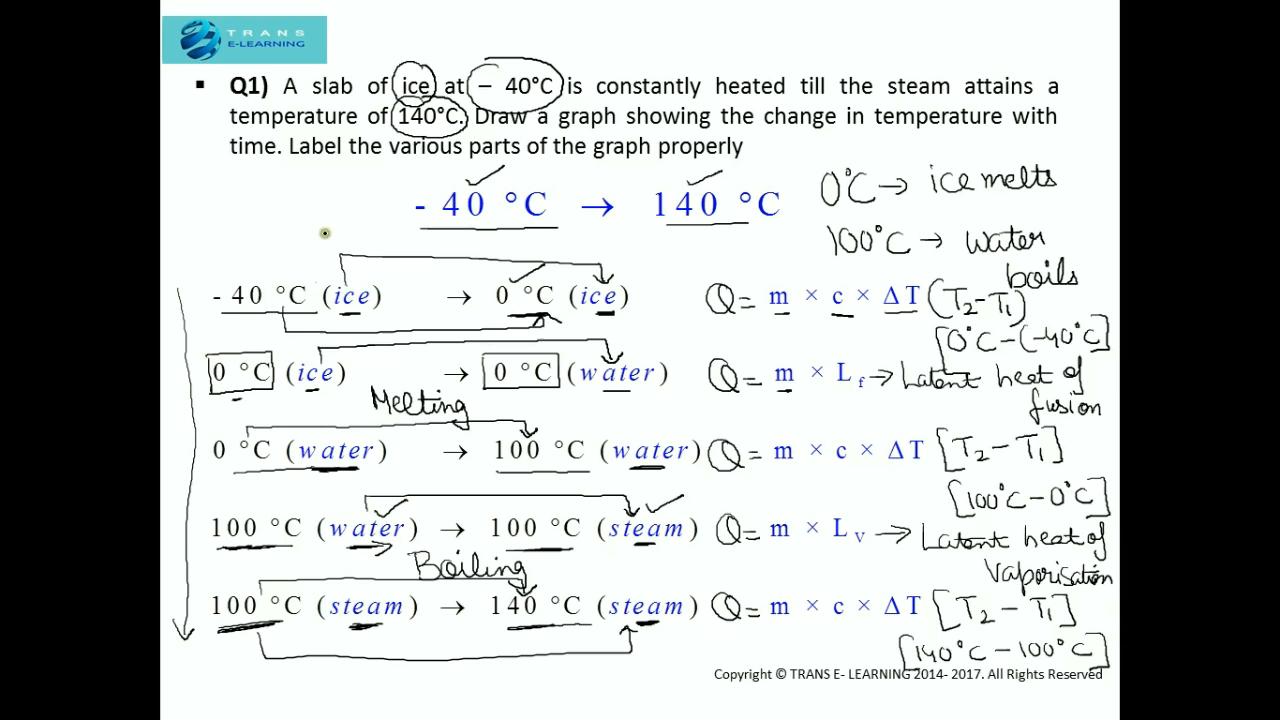 TRANS
E-LEARNING
▪ Q1) A slab of ice at – 40°C is constantly heated till the steam attains a
temperature of 140°C. Draw a graph showing the change in temperature with
time. Label the various parts of the graph properly
- 40 °C → 140 °C
0°C → ice melts
100°C → water
boils
- 40 °C (ice) → 0 °C (ice) Q = m × c × ΔT (T₂-T₁)
[0°C-(-40°C]
0 °C (ice) → 0 °C (water) Q = m × L f → Latent heat of
fusion
Melting
0 °C (water) → 100 °C (water) Q = m × c × ΔT [T₂-T₁]
[100°C-0°C]
100 °C (water) → 100 °C (steam) Q = m × L v → Latent heat of
Vaporisation
Boiling
100 °C (steam) → 140 °C (steam) Q = m × c × ΔT [T₂-T₁]
[140°C-100°C]
Copyright © TRANS E- LEARNING 2014- 2017. All Rights Reserved